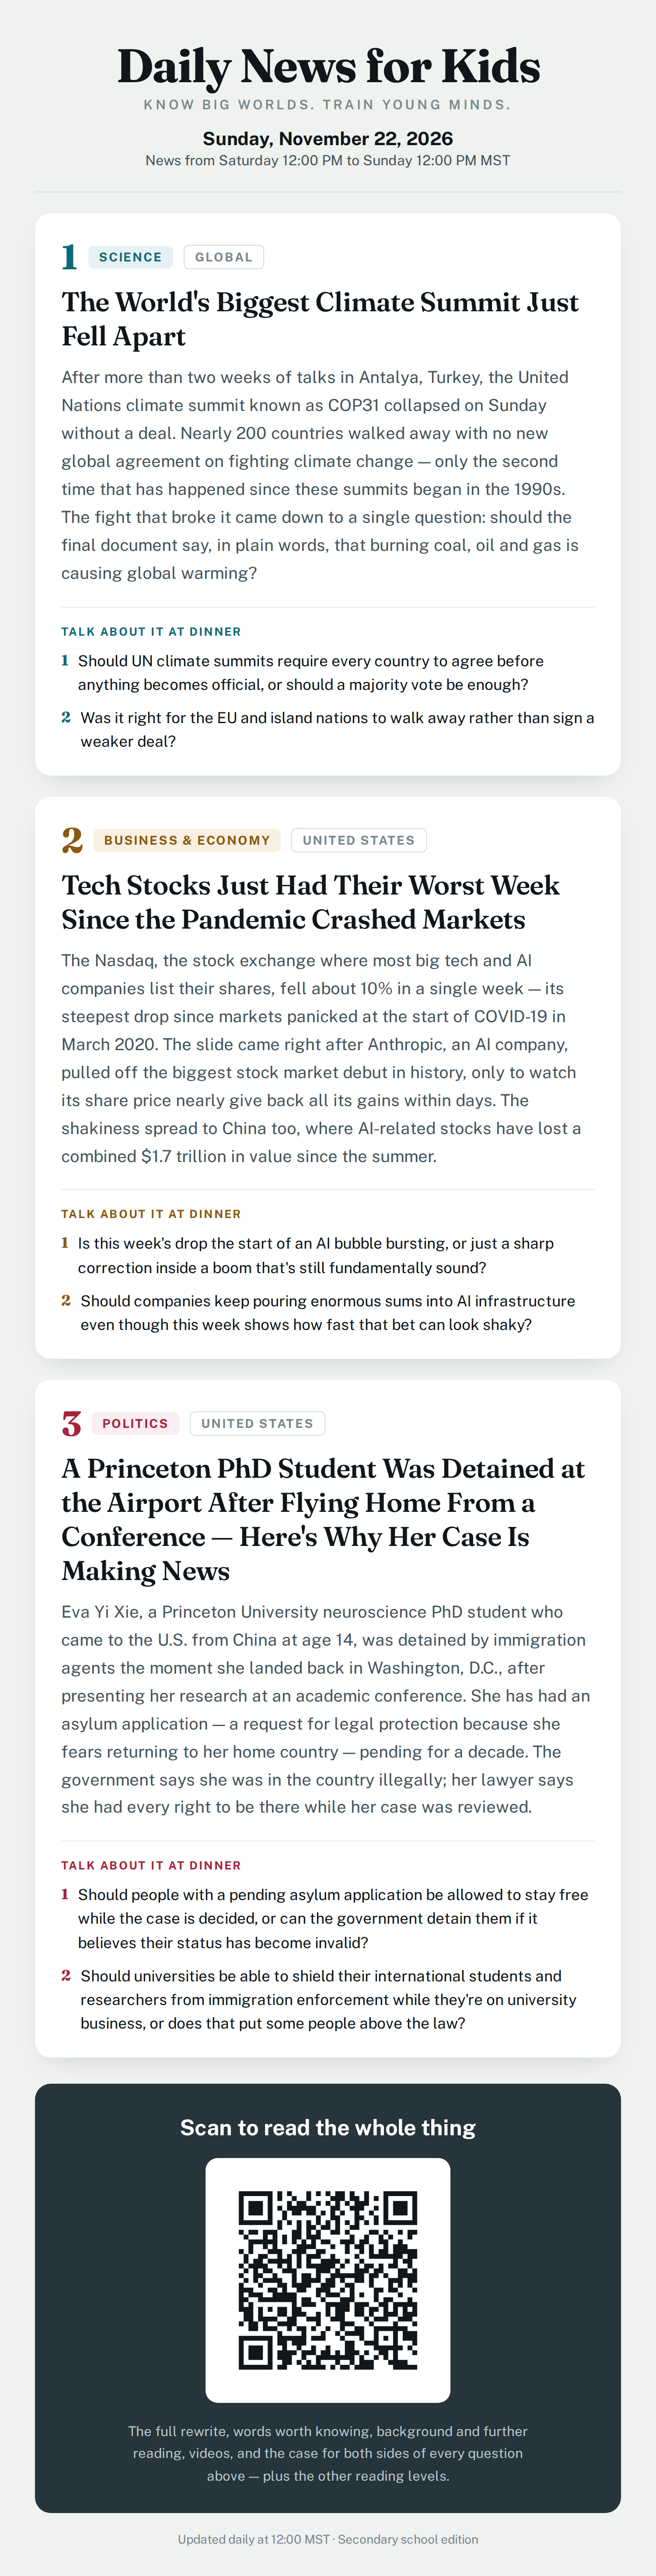 Daily News for Kids
KNOW BIG WORLDS. TRAIN YOUNG MINDS.
Sunday, November 22, 2026
News from Saturday 12:00 PM to Sunday 12:00 PM MST
1 SCIENCE GLOBAL
The World's Biggest Climate Summit Just
Fell Apart
After more than two weeks of talks in Antalya, Turkey, the United
Nations climate summit known as COP31 collapsed on Sunday
without a deal. Nearly 200 countries walked away with no new
global agreement on fighting climate change — only the second
time that has happened since these summits began in the 1990s.
The fight that broke it came down to a single question: should the
final document say, in plain words, that burning coal, oil and gas is
causing global warming?
TALK ABOUT IT AT DINNER
1 Should UN climate summits require every country to agree before
anything becomes official, or should a majority vote be enough?
2 Was it right for the EU and island nations to walk away rather than sign a
weaker deal?
2 BUSINESS & ECONOMY UNITED STATES
Tech Stocks Just Had Their Worst Week
Since the Pandemic Crashed Markets
The Nasdaq, the stock exchange where most big tech and AI
companies list their shares, fell about 10% in a single week — its
steepest drop since markets panicked at the start of COVID-19 in
March 2020. The slide came right after Anthropic, an AI company,
pulled off the biggest stock market debut in history, only to watch
its share price nearly give back all its gains within days. The
shakiness spread to China too, where AI-related stocks have lost a
combined $1.7 trillion in value since the summer.
TALK ABOUT IT AT DINNER
1 Is this week's drop the start of an AI bubble bursting, or just a sharp
correction inside a boom that's still fundamentally sound?
2 Should companies keep pouring enormous sums into AI infrastructure
even though this week shows how fast that bet can look shaky?
3 POLITICS UNITED STATES
A Princeton PhD Student Was Detained at
the Airport After Flying Home From a
Conference — Here's Why Her Case Is
Making News
Eva Yi Xie, a Princeton University neuroscience PhD student who
came to the U.S. from China at age 14, was detained by immigration
agents the moment she landed back in Washington, D.C., after
presenting her research at an academic conference. She has had an
asylum application — a request for legal protection because she
fears returning to her home country — pending for a decade. The
government says she was in the country illegally; her lawyer says
she had every right to be there while her case was reviewed.
TALK ABOUT IT AT DINNER
1 Should people with a pending asylum application be allowed to stay free
while the case is decided, or can the government detain them if it
believes their status has become invalid?
2 Should universities be able to shield their international students and
researchers from immigration enforcement while they're on university
business, or does that put some people above the law?
Scan to read the whole thing
The full rewrite, words worth knowing, background and further
reading, videos, and the case for both sides of every question
above — plus the other reading levels.
Updated daily at 12:00 MST · Secondary school edition